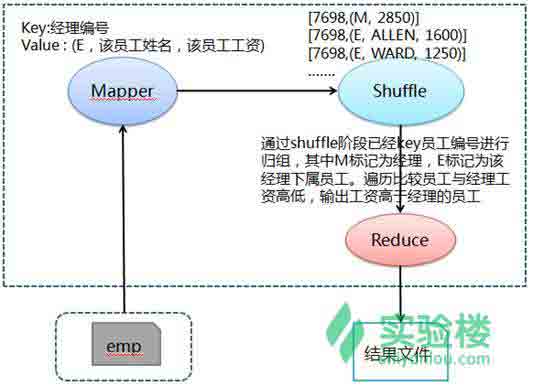 Key:经理编号
Value : (E，该员工姓名，该员工工资)
[7698,(M, 2850)]
[7698,(E, ALLEN, 1600)]
[7698,(E, WARD, 1250)]
......
Mapper
Shuffle
通过shuffle阶段已经key员工编号进行
归组，其中M标记为经理，E标记为该
经理下属员工。遍历比较员工与经理工
资高低，输出工资高于经理的员工
Reduce
emp
结果文件
实验楼
shiyanlou.com